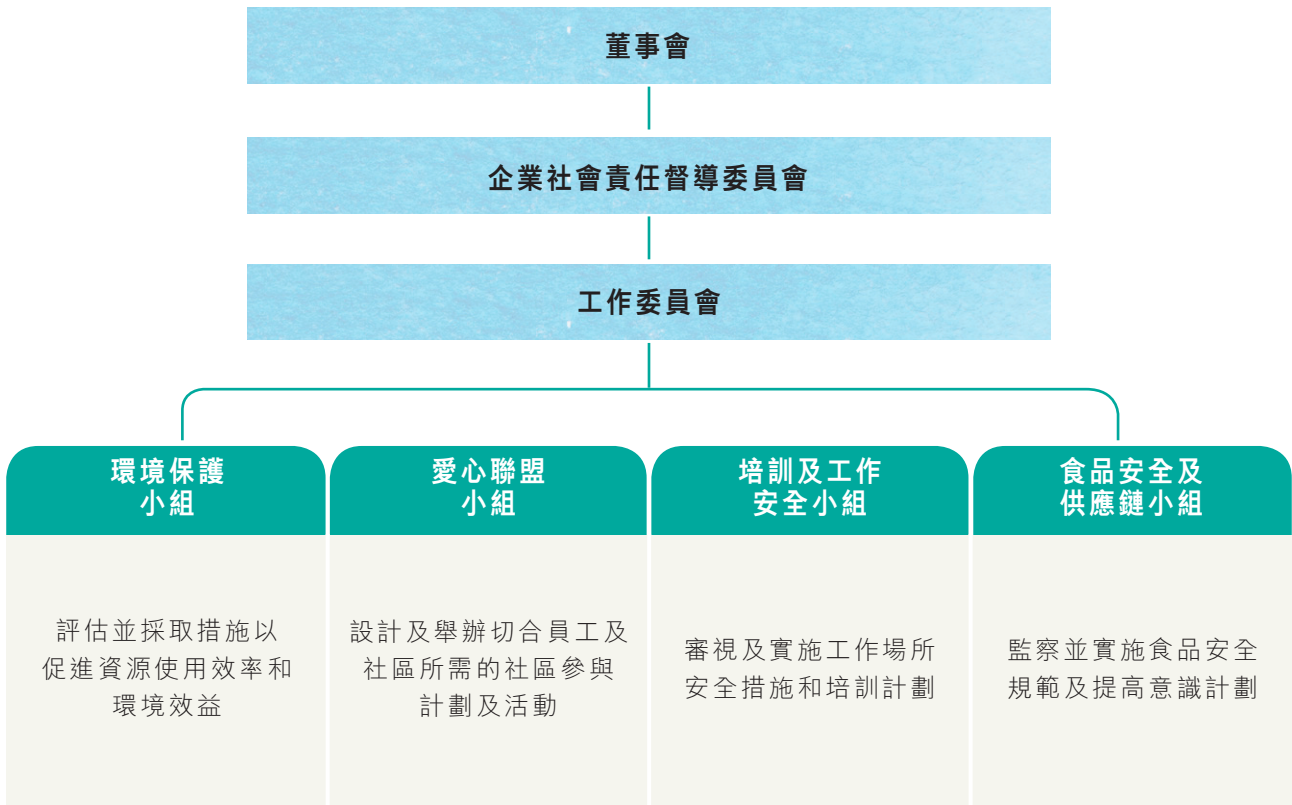 董事會
企業社會責任督導委員會
工作委員會
環境保護
小組
評估並採取措施以
促進資源使用效率和
環境效益
愛心聯盟
小組
設計及舉辦切合員工及
社區所需的社區參與
計劃及活動
培訓及工作
安全小組
審視及實施工作場所
安全措施和培訓計劃
食品安全及
供應鏈小組
監察並實施食品安全
規範及提高意識計劃